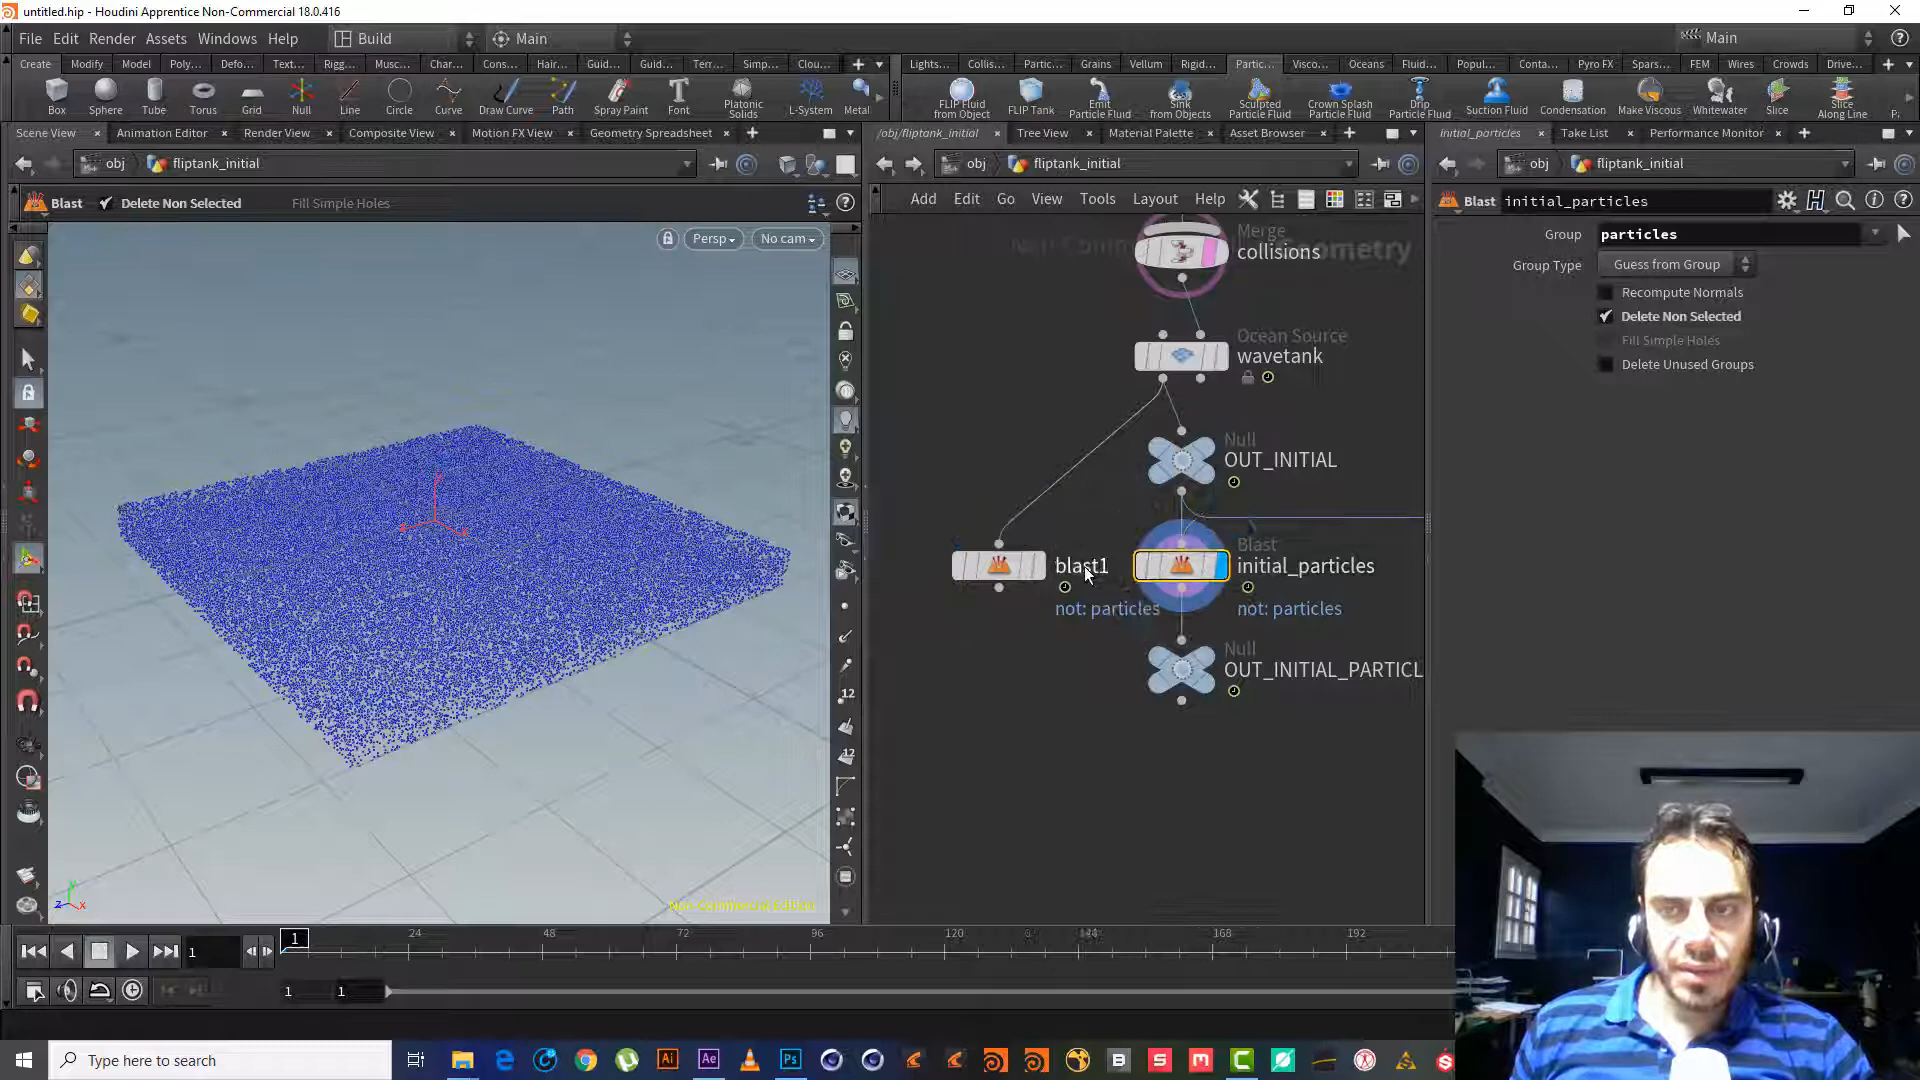 untitled.hip - Houdini Apprentice Non-Commercial 18.0.416
File Edit Render Assets Windows Help Build Main Main
Create Modify Model Poly... Defo... Text... Rigg... Musc... Char... Cons... Hair... Guid... Guid... Terr... Simp... Clou...
Lights... Collis... Partic... Grains Vellum Rigid... Partic... Visco... Oceans Fluid... Popul... Conta... Pyro FX Spars... FEM Wires Crowds Drive...
Box Sphere Tube Torus Grid Null Line Circle Curve Draw Curve Path Spray Paint Font Platonic Solids L-System Metal
FLIP Fluid from Object FLIP Tank Emit Particle Fluid Sink from Objects Sculpted Particle Fluid Crown Splash Particle Fluid Drip Particle Fluid Suction Fluid Condensation Make Viscous Whitewater Slice Slice Along Line
Scene View Animation Editor Render View Composite View Motion FX View Geometry Spreadsheet
/obj/fliptank_initial Tree View Material Palette Asset Browser
initial_particles Take List Performance Monitor
obj fliptank_initial
obj fliptank_initial
obj fliptank_initial
Blast Delete Non Selected Fill Simple Holes
Add Edit Go View Tools Layout Help
Blast initial_particles
Persp No cam
Group particles
Group Type Guess from Group
Recompute Normals
Delete Non Selected
Fill Simple Holes
Delete Unused Groups
Merge
collisions
Ocean Source
wavetank
Null
OUT_INITIAL
blast1
not: particles
Blast
initial_particles
not: particles
Null
OUT_INITIAL_PARTICL
12
12
Non-Commercial Edition
1 1 24 48 72 96 120 144 168 192
1 1
Type here to search